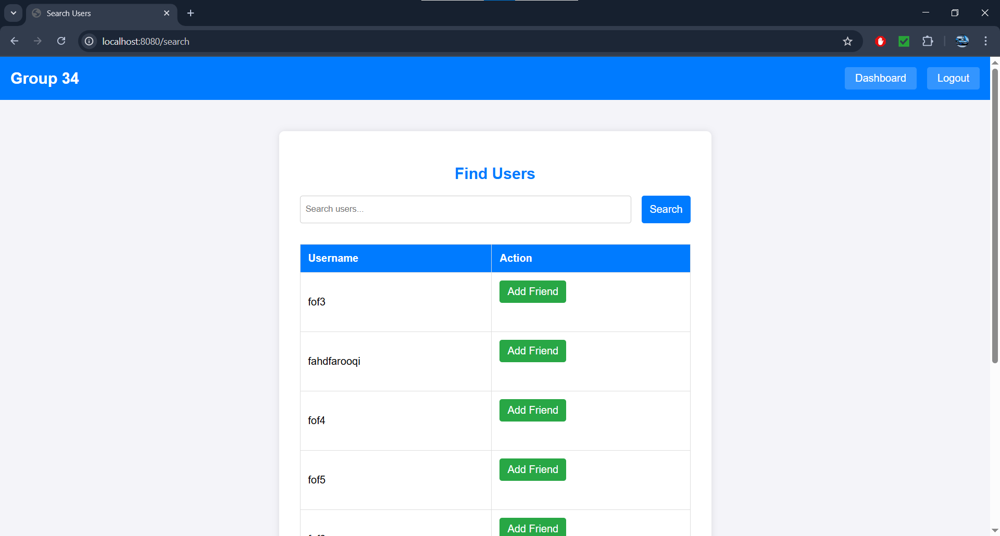 Search Users
localhost:8080/search
Group 34
Dashboard
Logout
Find Users
Search users...
Search
Username
Action
fof3
Add Friend
fahdfarooqi
Add Friend
fof4
Add Friend
fof5
Add Friend
Add Friend